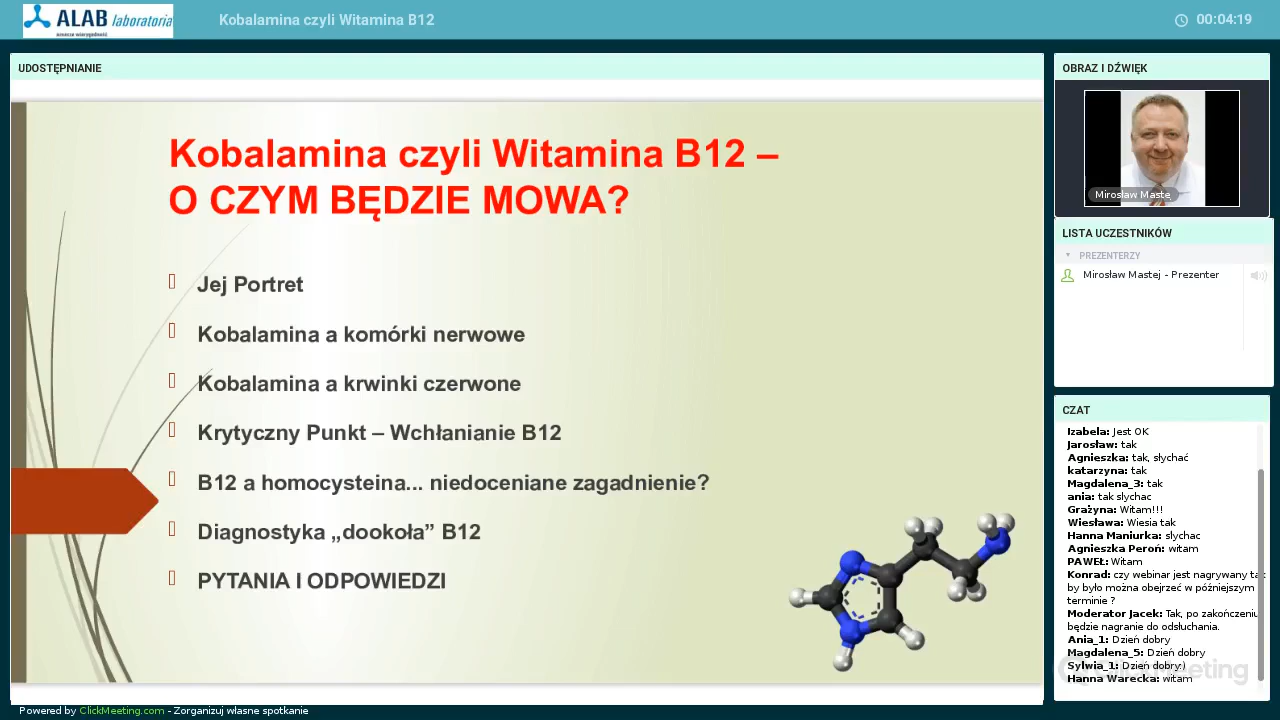 ALAB laboratoria
Kobalamina czyli Witamina B12
00:04:19
UDOSTĘPNIANIE
Kobalamina czyli Witamina B12 –
O CZYM BĘDZIE MOWA?
Jej Portret
Kobalamina a komórki nerwowe
Kobalamina a krwinki czerwone
Krytyczny Punkt – Wchłanianie B12
B12 a homocysteina... niedoceniane zagadnienie?
Diagnostyka „dookoła” B12
PYTANIA I ODPOWIEDZI
OBRAZ I DŹWIĘK
Mirosław Maste
LISTA UCZESTNIKÓW
PREZENTERZY
Mirosław Mastej - Prezenter
CZAT
Izabela: Jest OK
Jarosław: tak
Agnieszka: tak, słychać
katarzyna: tak
Magdalena_3: tak
ania: tak slychac
Grażyna: Witam!!!
Wiesława: Wiesia tak
Hanna Maniurka: slychac
Agnieszka Peroń: witam
PAWEŁ: Witam
Konrad: czy webinar jest nagrywany tak
by było można obejrzeć w późniejszym
terminie ?
Moderator Jacek: Tak, po zakończeniu
będzie nagranie do odsłuchania.
Ania_1: Dzień dobry
Magdalena_5: Dzień dobry
Sylwia_1: Dzień dobry:)
Hanna Warecka: witam
Powered by ClickMeeting.com - Zorganizuj własne spotkanie